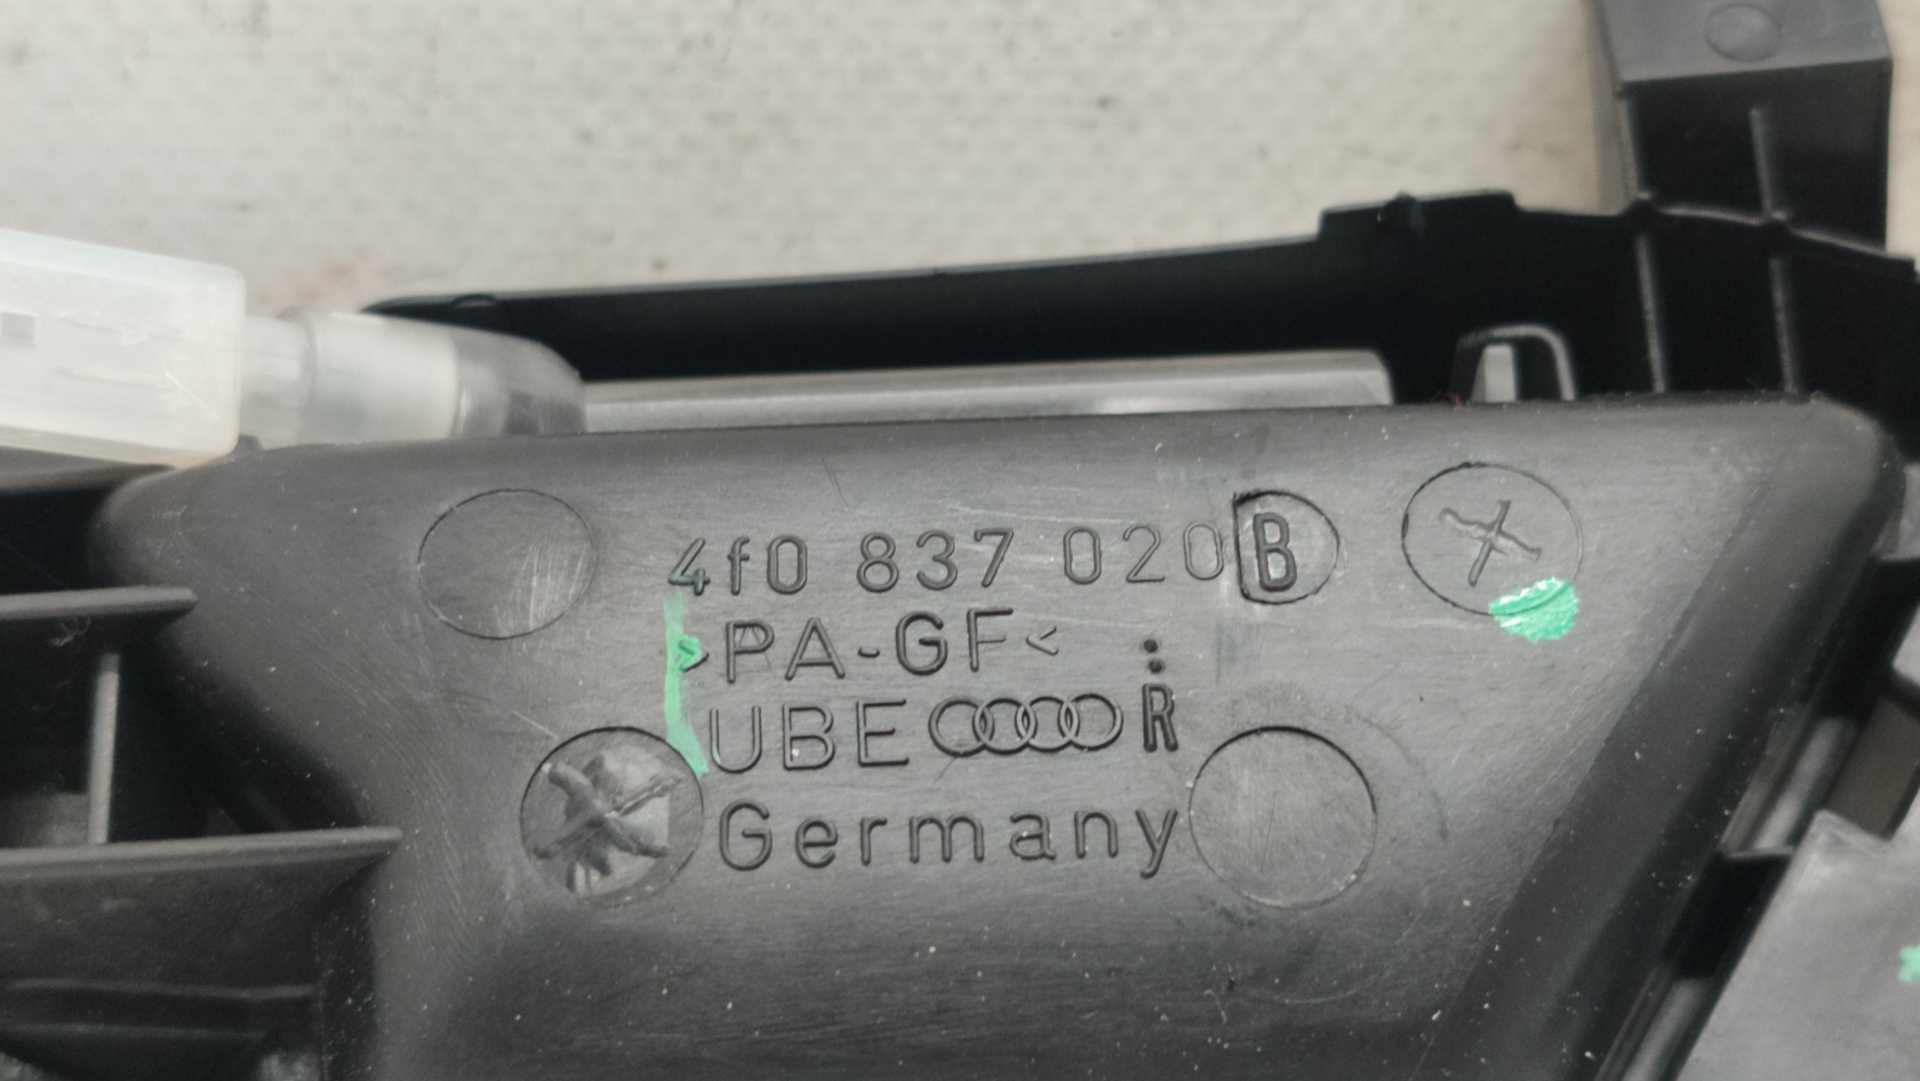 4f0 837 020 B
>PA-GF<
UBE R
Germany